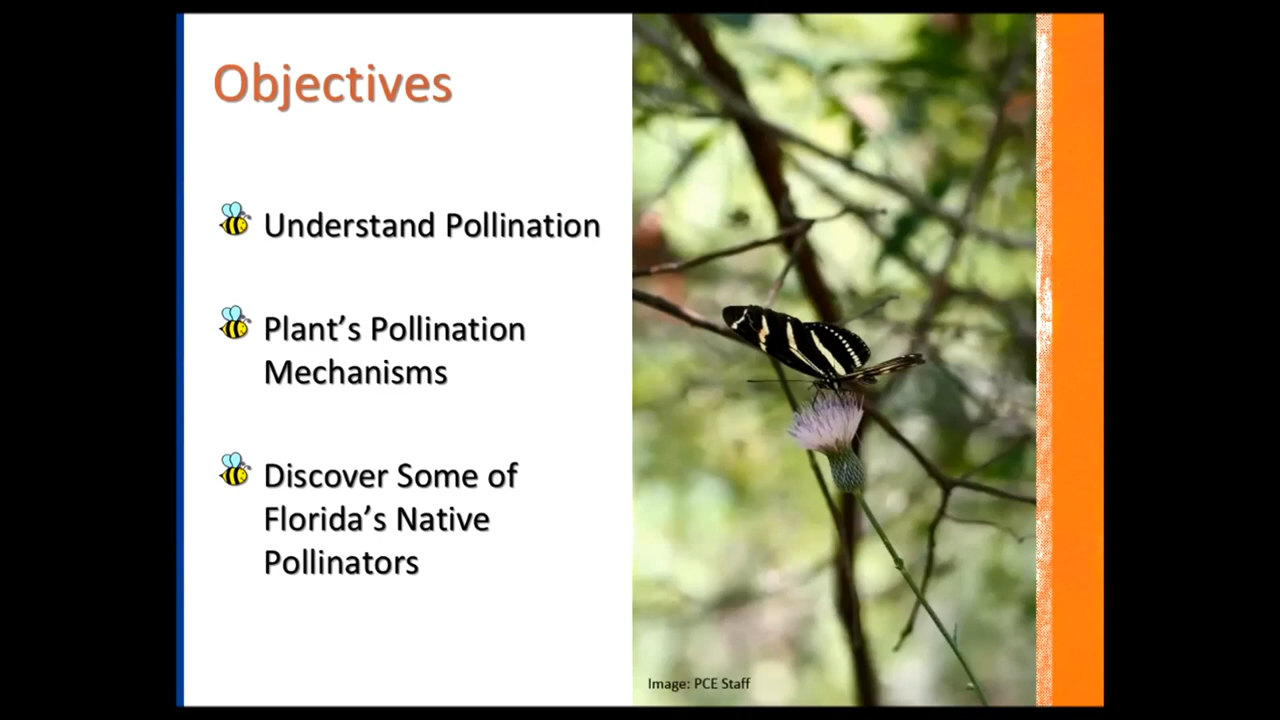 Objectives
Understand Pollination
Plant’s Pollination
Mechanisms
Discover Some of
Florida’s Native
Pollinators
Image: PCE Staff